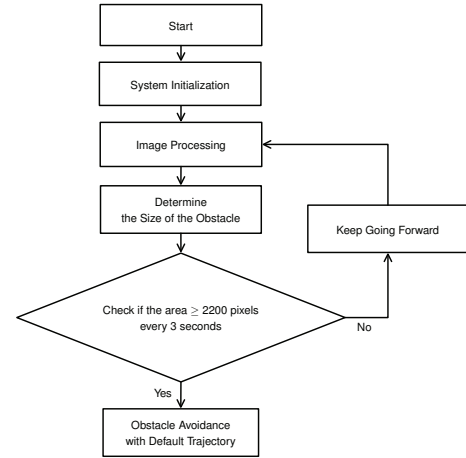 Start
System Initialization
Image Processing
Determine
the Size of the Obstacle
Keep Going Forward
Check if the area ≥ 2200 pixels
every 3 seconds
No
Yes
Obstacle Avoidance
with Default Trajectory